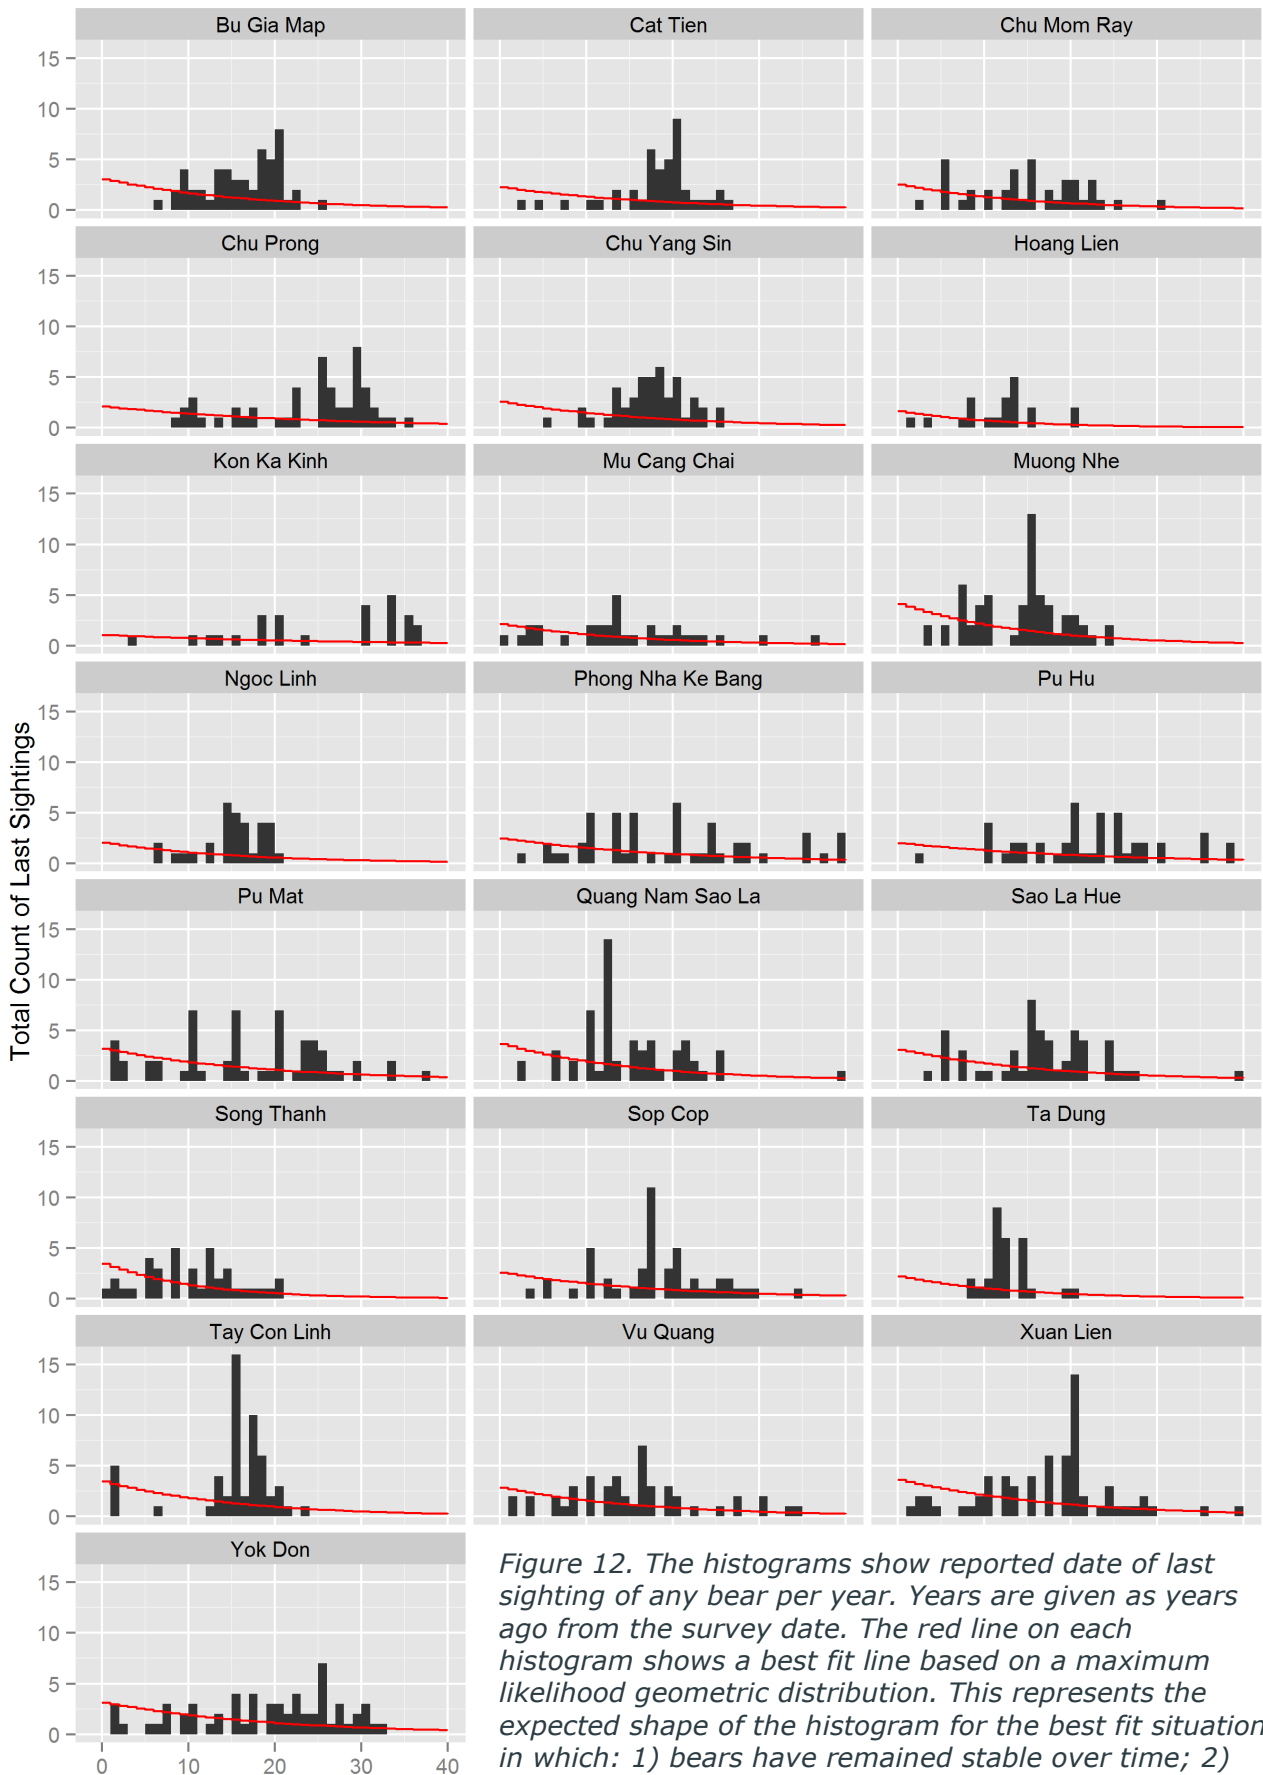 Bu Gia Map Cat Tien Chu Mom Ray
15
10
5
0
Chu Prong Chu Yang Sin Hoang Lien
15
10
5
0
Kon Ka Kinh Mu Cang Chai Muong Nhe
15
10
5
0
Ngoc Linh Phong Nha Ke Bang Pu Hu
15
10
5
0
Total Count of Last Sightings
Pu Mat Quang Nam Sao La Sao La Hue
15
10
5
0
Song Thanh Sop Cop Ta Dung
15
10
5
0
Tay Con Linh Vu Quang Xuan Lien
15
10
5
0
Yok Don
15
10
5
0
0 10 20 30 40
Figure 12. The histograms show reported date of last
sighting of any bear per year. Years are given as years
ago from the survey date. The red line on each
histogram shows a best fit line based on a maximum
likelihood geometric distribution. This represents the
expected shape of the histogram for the best fit situation
in which: 1) bears have remained stable over time; 2)